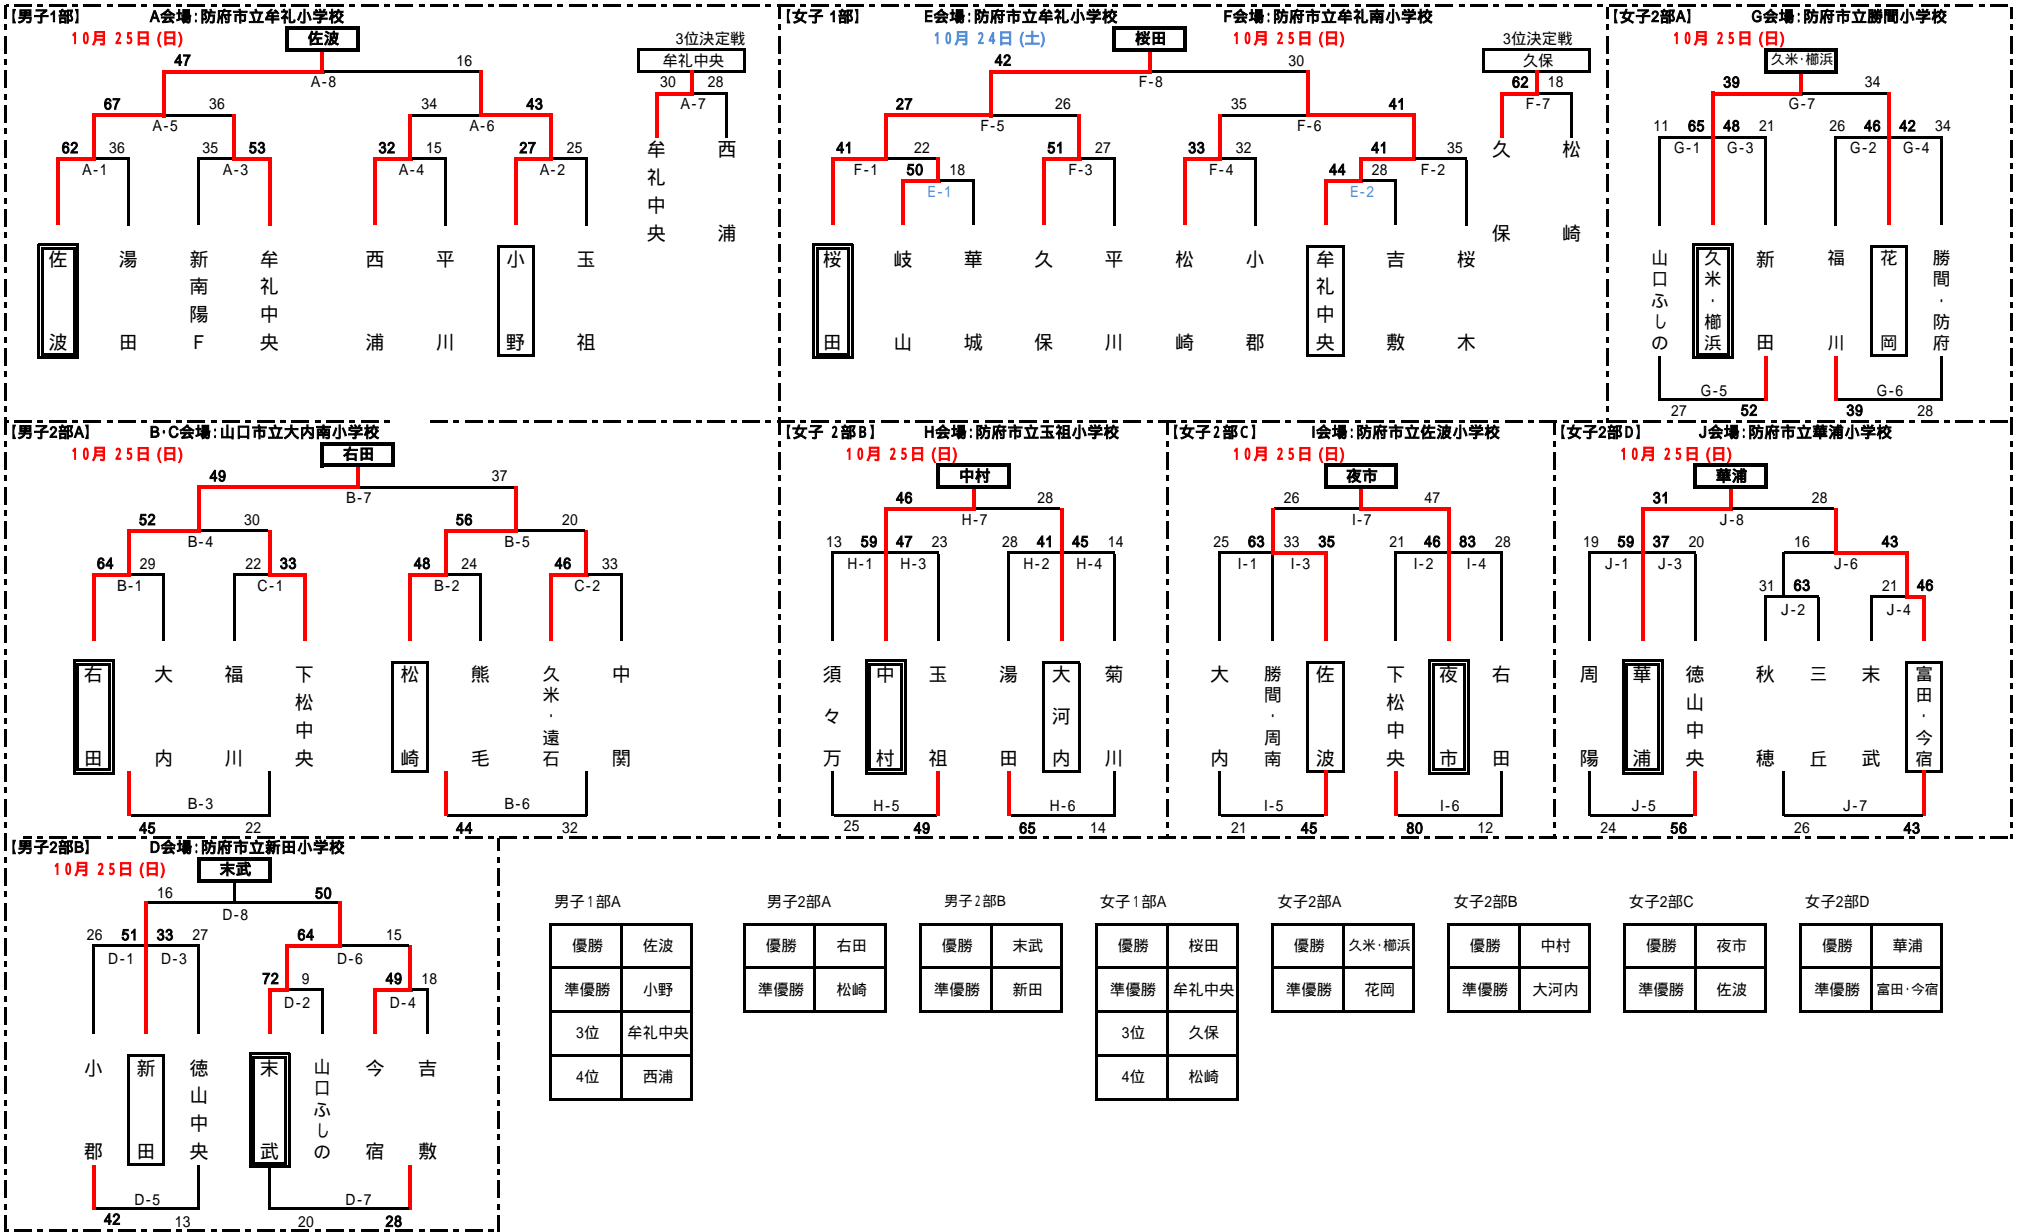 【男子1部】 A会場：防府市立牟礼小学校
10月 25日 (日)
佐波
47 16
A-8
67 36 34 43
A-5 A-6
62 36 35 53 32 15 27 25
A-1 A-3 A-4 A-2
3位決定戦
牟礼中央
30 28
A-7
牟礼中央 西浦
佐波 湯田 新南陽F 牟礼中央 西浦 平川 小野 玉祖
【女子 1部】 E会場：防府市立牟礼小学校 F会場：防府市立牟礼南小学校
10月 24日 (土) 10月 25日 (日)
桜田
42 30
F-8
27 26 35 41
F-5 F-6
41 22 51 27 33 32 41 35
F-1 F-3 F-4 F-2
50 18 44 28
E-1 E-2
3位決定戦
久保
62 18
F-7
久保 松崎
桜田 岐山 華城 久保 平川 松崎 小郡 牟礼中央 吉敷 桜木
【女子2部A】 G会場：防府市立勝間小学校
10月 25日 (日)
久米・櫛浜
39 34
G-7
11 65 48 21 26 46 42 34
G-1 G-3 G-2 G-4
山口ふしの 久米・櫛浜 新田 福川 花岡 勝間・防府
G-5 G-6
27 52 39 28
【男子2部A】 B・C会場：山口市立大内南小学校
10月 25日 (日)
右田
49 37
B-7
52 30 56 20
B-4 B-5
64 29 22 33 48 24 46 33
B-1 C-1 B-2 C-2
右田 大内 福川 下松中央 松崎 熊毛 久米・遠石 中関
B-3 B-6
45 22 44 32
【女子 2部B】 H会場：防府市立玉祖小学校
10月 25日 (日)
中村
46 28
H-7
13 59 47 23 28 41 45 14
H-1 H-3 H-2 H-4
須々万 中村 玉祖 湯田 大河内 菊川
H-5 H-6
25 49 65 14
【女子2部C】 I会場：防府市立佐波小学校
10月 25日 (日)
夜市
26 47
I-7
25 63 33 35 21 46 83 28
I-1 I-3 I-2 I-4
大内 勝間・周南 佐波 下松中央 夜市 右田
I-5 I-6
21 45 80 12
【女子2部D】 J会場：防府市立華浦小学校
10月 25日 (日)
華浦
31 28
J-8
19 59 37 20 16 43
J-1 J-3 J-6
31 63 21 46
J-2 J-4
周陽 華浦 徳山中央 秋穂 三丘 末武 富田・今宿
J-5 J-7
24 56 26 43
【男子2部B】 D会場：防府市立新田小学校
10月 25日 (日)
末武
16 50
D-8
26 51 33 27 64 15
D-1 D-3 D-6
72 9 49 18
D-2 D-4
小郡 新田 徳山中央 末武 山口ふしの 今宿 吉敷
D-5 D-7
42 13 20 28
男子1部A
優勝 佐波
準優勝 小野
3位 牟礼中央
4位 西浦
男子2部A
優勝 右田
準優勝 松崎
男子2部B
優勝 末武
準優勝 新田
女子1部A
優勝 桜田
準優勝 牟礼中央
3位 久保
4位 松崎
女子2部A
優勝 久米・櫛浜
準優勝 花岡
女子2部B
優勝 中村
準優勝 大河内
女子2部C
優勝 夜市
準優勝 佐波
女子2部D
優勝 華浦
準優勝 富田・今宿